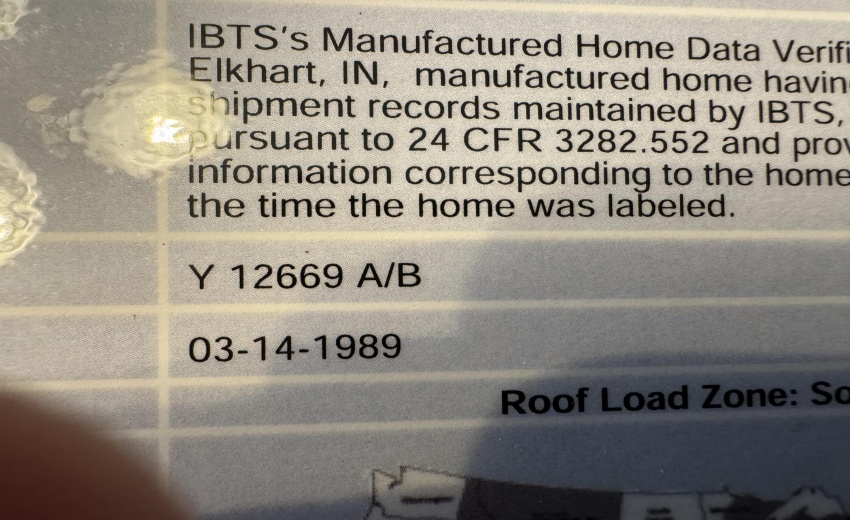 IBTS's Manufactured Home Data Verifi
Elkhart, IN, manufactured home havin
shipment records maintained by IBTS,
pursuant to 24 CFR 3282.552 and prov
information corresponding to the home
the time the home was labeled.
Y 12669 A/B
03-14-1989
Roof Load Zone: So